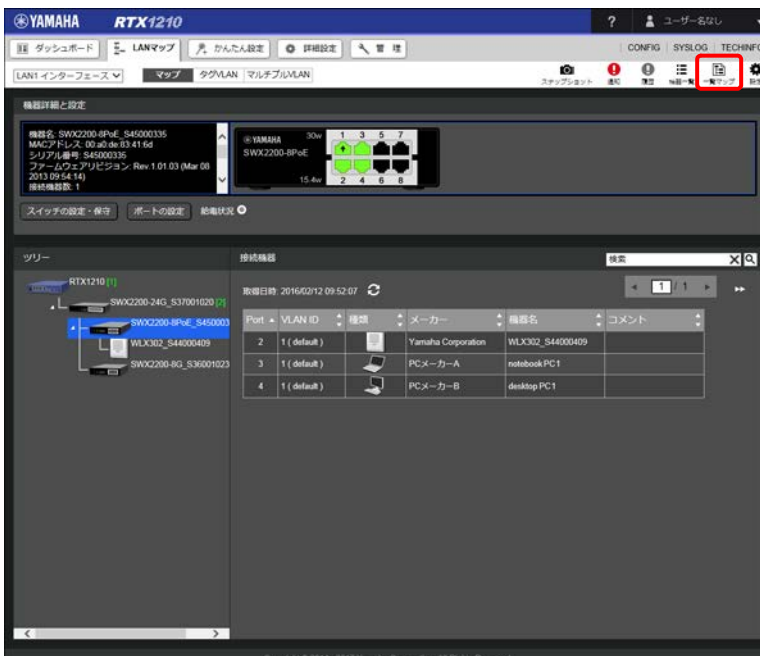 YAMAHA RTX1210 ? ユーザー名なし
ダッシュボード LANマップ かんたん設定 詳細設定 管理 CONFIG SYSLOG TECHINFO
LAN1 インターフェース マップ タグVLAN マルチプルVLAN スナップショット 通知 履歴 機器一覧 一覧マップ 設定
機器詳細と設定
機器名: SWX2200-8PoE_S45000335
MACアドレス: 00:a0:de:83:41:6d
シリアル番号: S45000335
ファームウェアリビジョン: Rev.1.01.03 (Mar 08
2013 09:54:14)
接続機器数: 1
YAMAHA 30w 1 3 5 7
SWX2200-8PoE
15.4w 2 4 6 8
スイッチの設定・保守 ポートの設定 給電状況
ツリー
RTX1210 [1]
SWX2200-24G_S37001020 [2]
SWX2200-8PoE_S450003
WLX302_S44000409
SWX2200-8G_S36001023
接続機器 検索
取得日時: 2016/02/12 09:52:07 1 / 1
Port VLAN ID 種類 メーカー 機器名 コメント
2 1 ( default ) Yamaha Corporation WLX302_S44000409
3 1 ( default ) PCメーカーA notebook PC1
4 1 ( default ) PCメーカーB desktop PC1